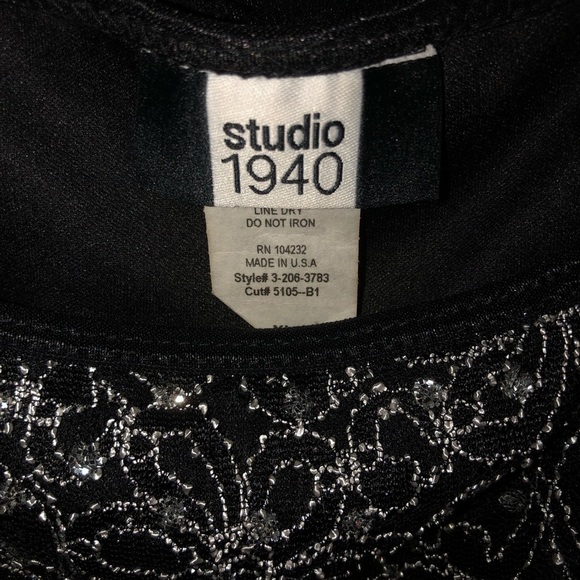 studio
1940
LINE DRY
DO NOT IRON
RN 104232
MADE IN U.S.A
Style# 3-206-3783
Cut# 5105--B1